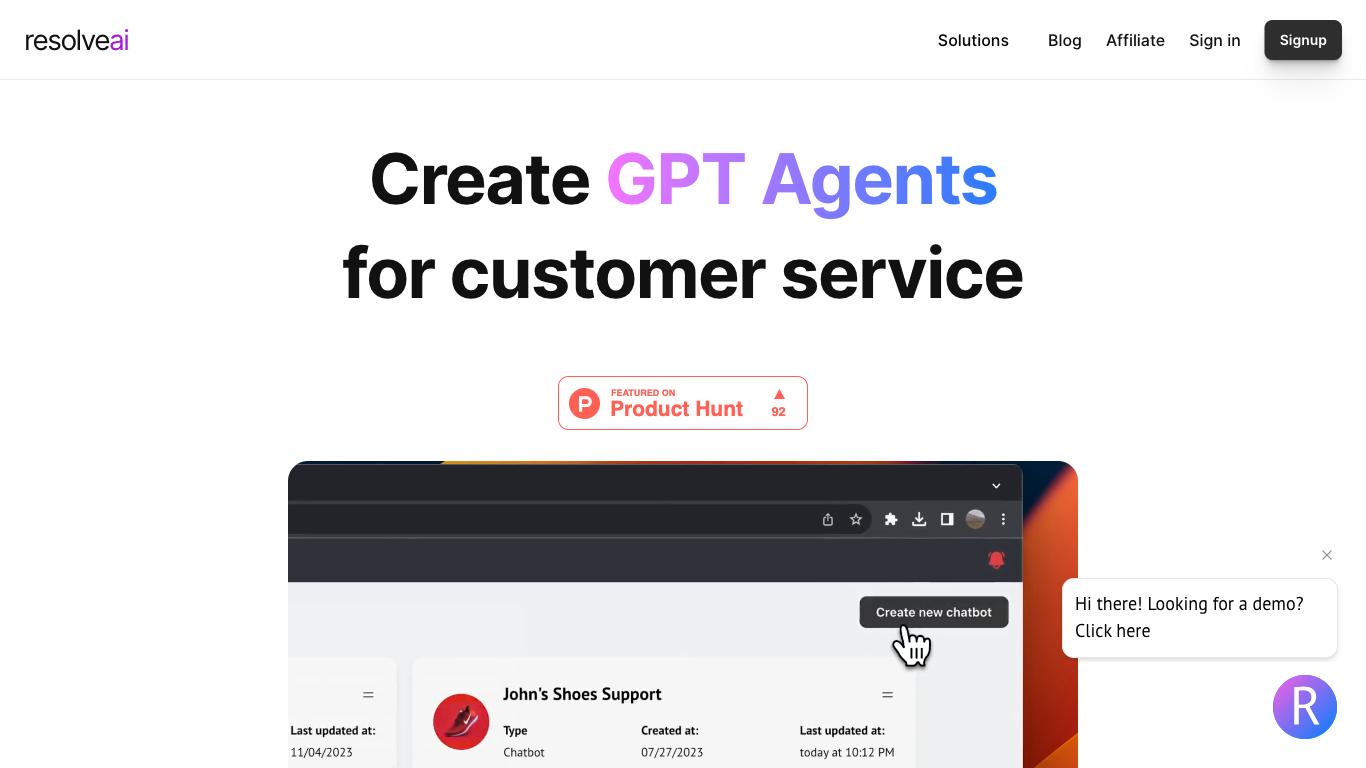 resolveai
Solutions Blog Affiliate Sign in Signup
Create GPT Agents
for customer service
FEATURED ON
Product Hunt
92
Create new chatbot
John's Shoes Support
Last updated at:
11/04/2023
Type Created at: Last updated at:
Chatbot 07/27/2023 today at 10:12 PM
Hi there! Looking for a demo?
Click here
R